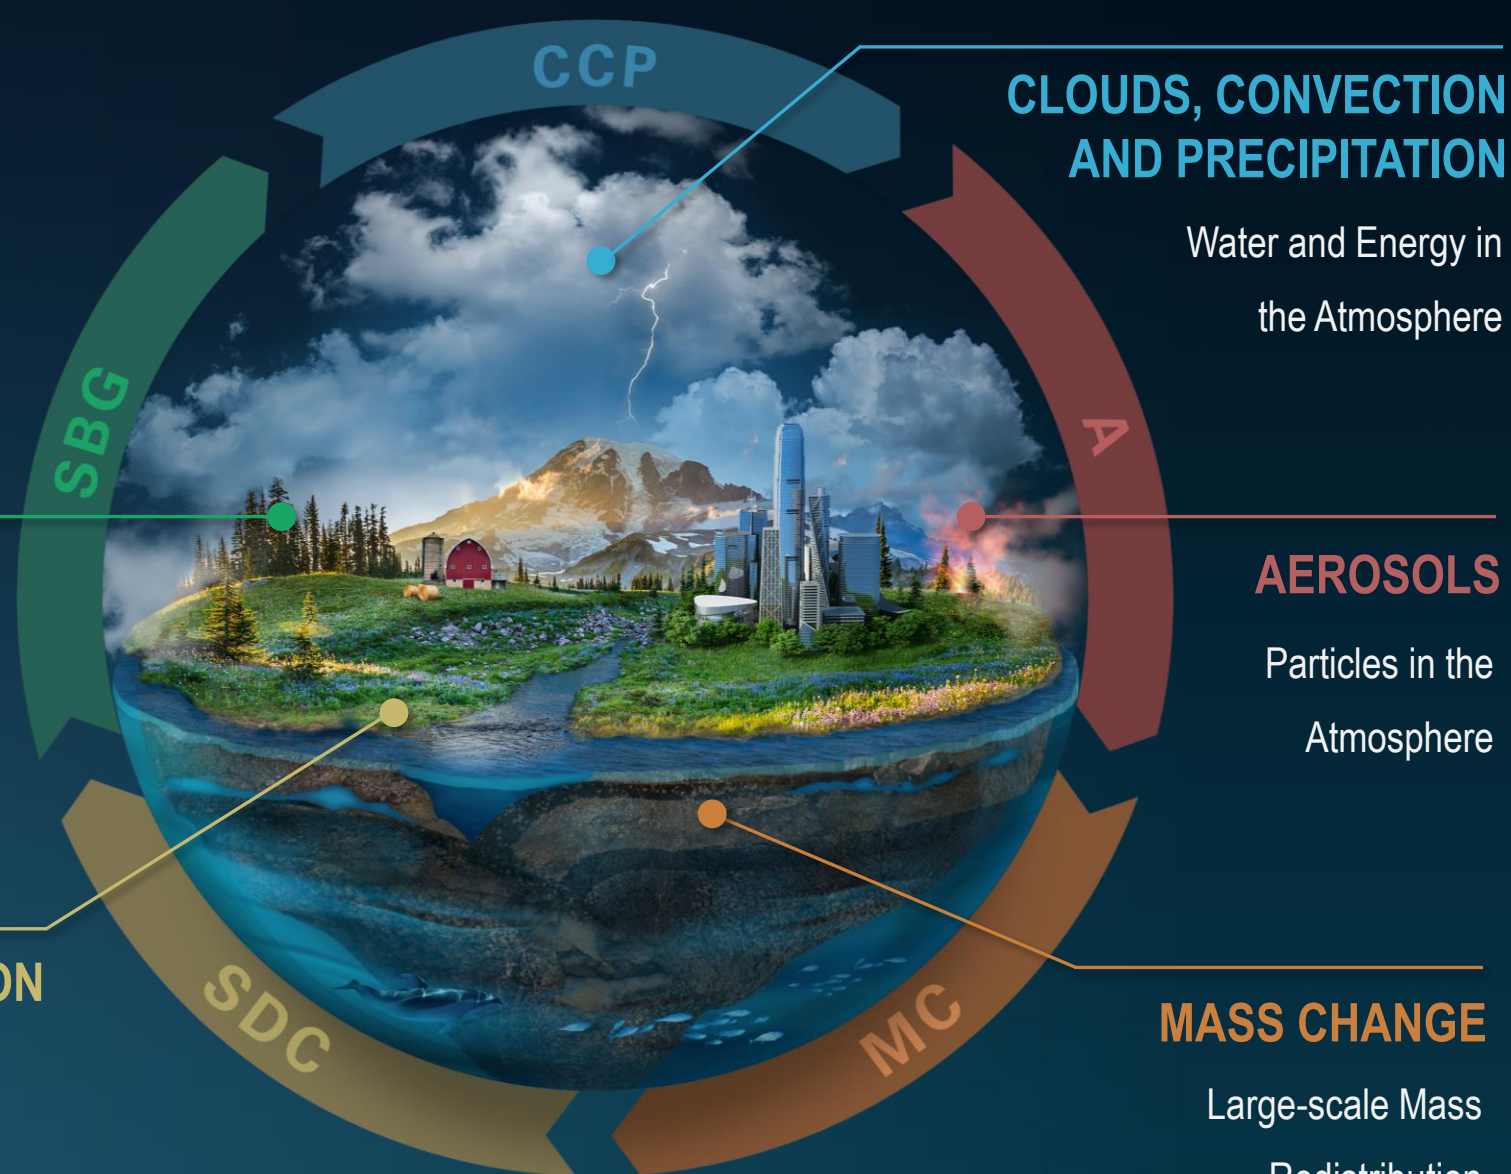 CCP
CLOUDS, CONVECTION
AND PRECIPITATION
Water and Energy in
the Atmosphere
SBG
A
AEROSOLS
Particles in the
Atmosphere
ON
SDC
MC
MASS CHANGE
Large-scale Mass
Redistribution